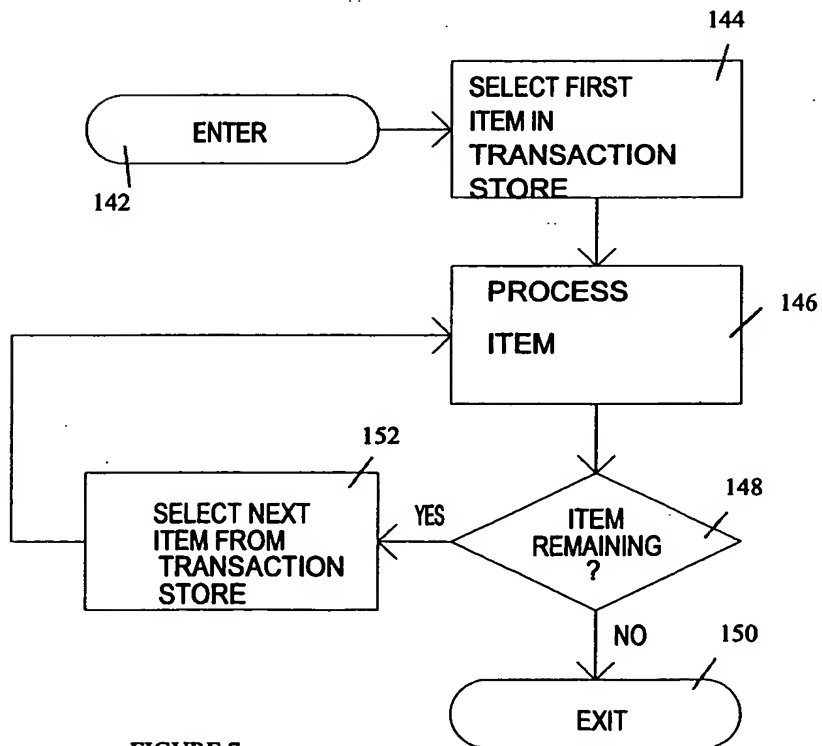 144
SELECT FIRST
ITEM IN
TRANSACTION
STORE
ENTER
142
PROCESS
ITEM
146
152
SELECT NEXT
ITEM FROM
TRANSACTION
STORE
YES
148
ITEM
REMAINING
?
NO
150
EXIT